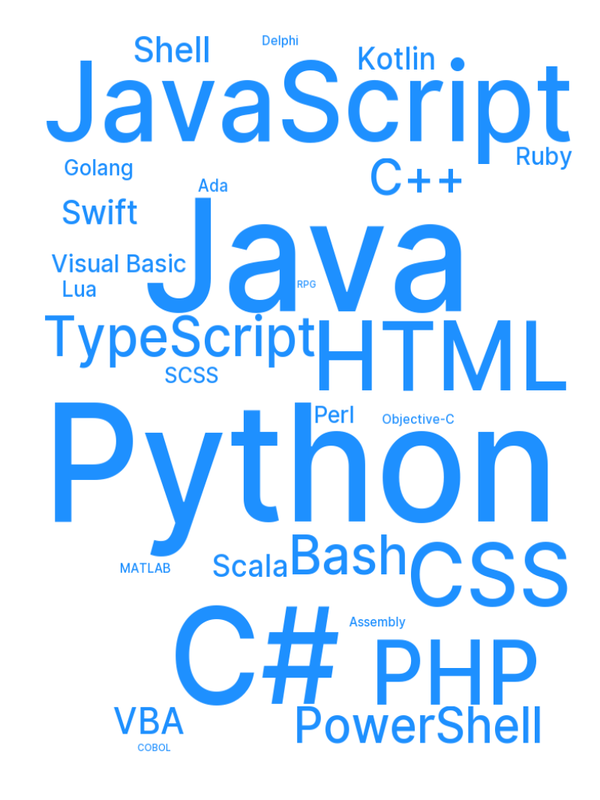 Delphi
Shell
Kotlin
JavaScript
Ruby
Golang
C++
Ada
Swift
Java
Visual Basic
RPG
Lua
TypeScript
HTML
SCSS
Python
Perl
Objective-C
Bash
Scala
MATLAB
CSS
Assembly
C#
PHP
VBA
PowerShell
COBOL